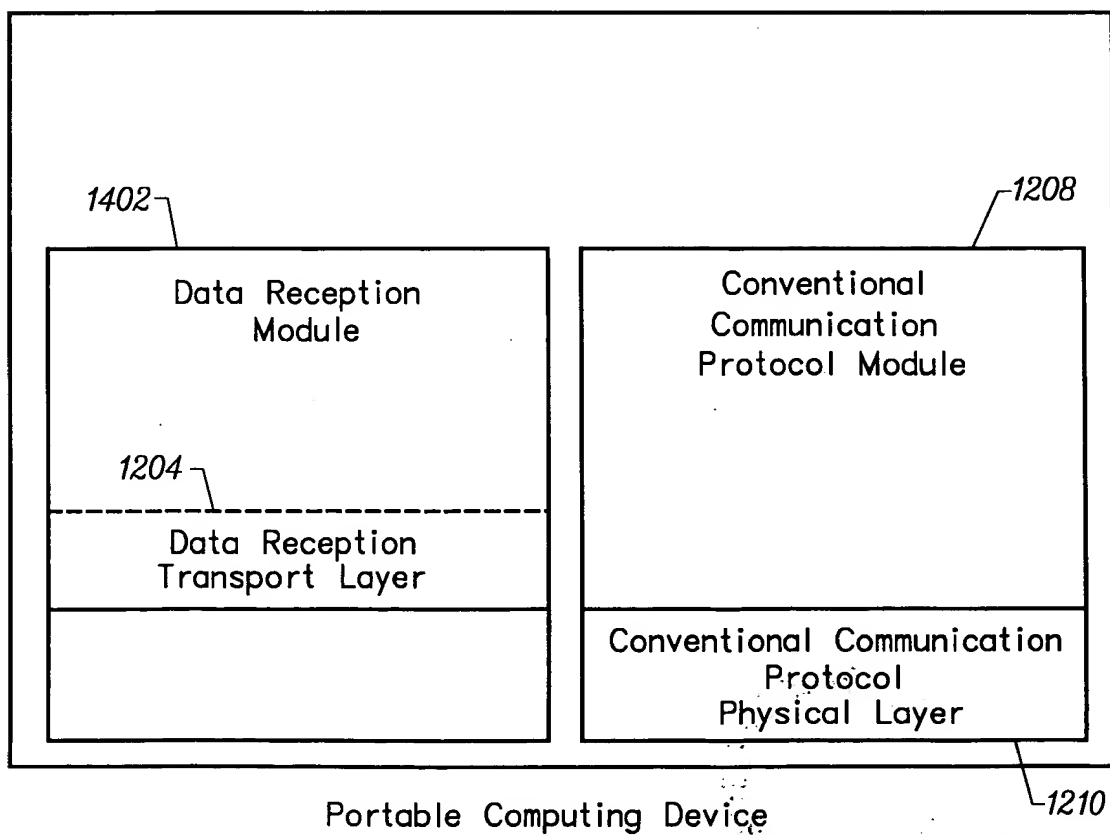 1402
1208
Data Reception
Module
Conventional
Communication
Protocol Module
1204
Data Reception
Transport Layer
Conventional Communication
Protocol
Physical Layer
1210
Portable Computing Device